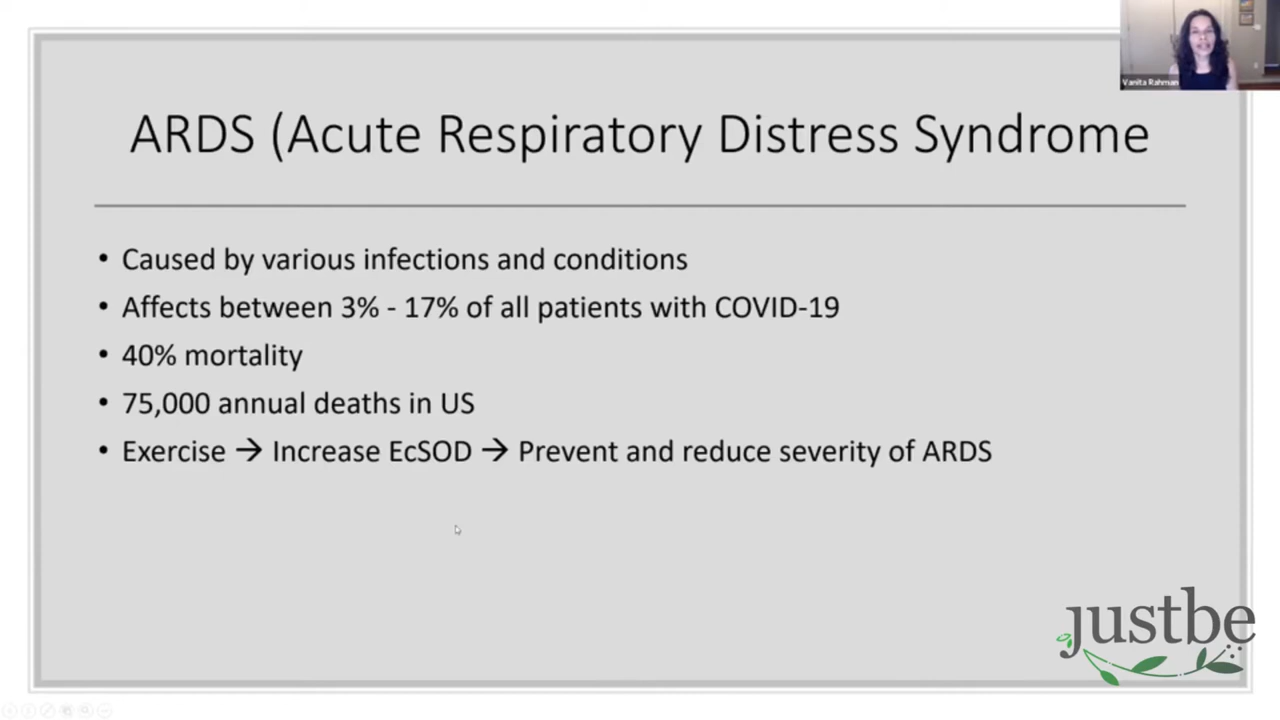 Vanita Rahman
ARDS (Acute Respiratory Distress Syndrome
• Caused by various infections and conditions
• Affects between 3% - 17% of all patients with COVID-19
• 40% mortality
• 75,000 annual deaths in US
• Exercise → Increase EcSOD → Prevent and reduce severity of ARDS
justbe